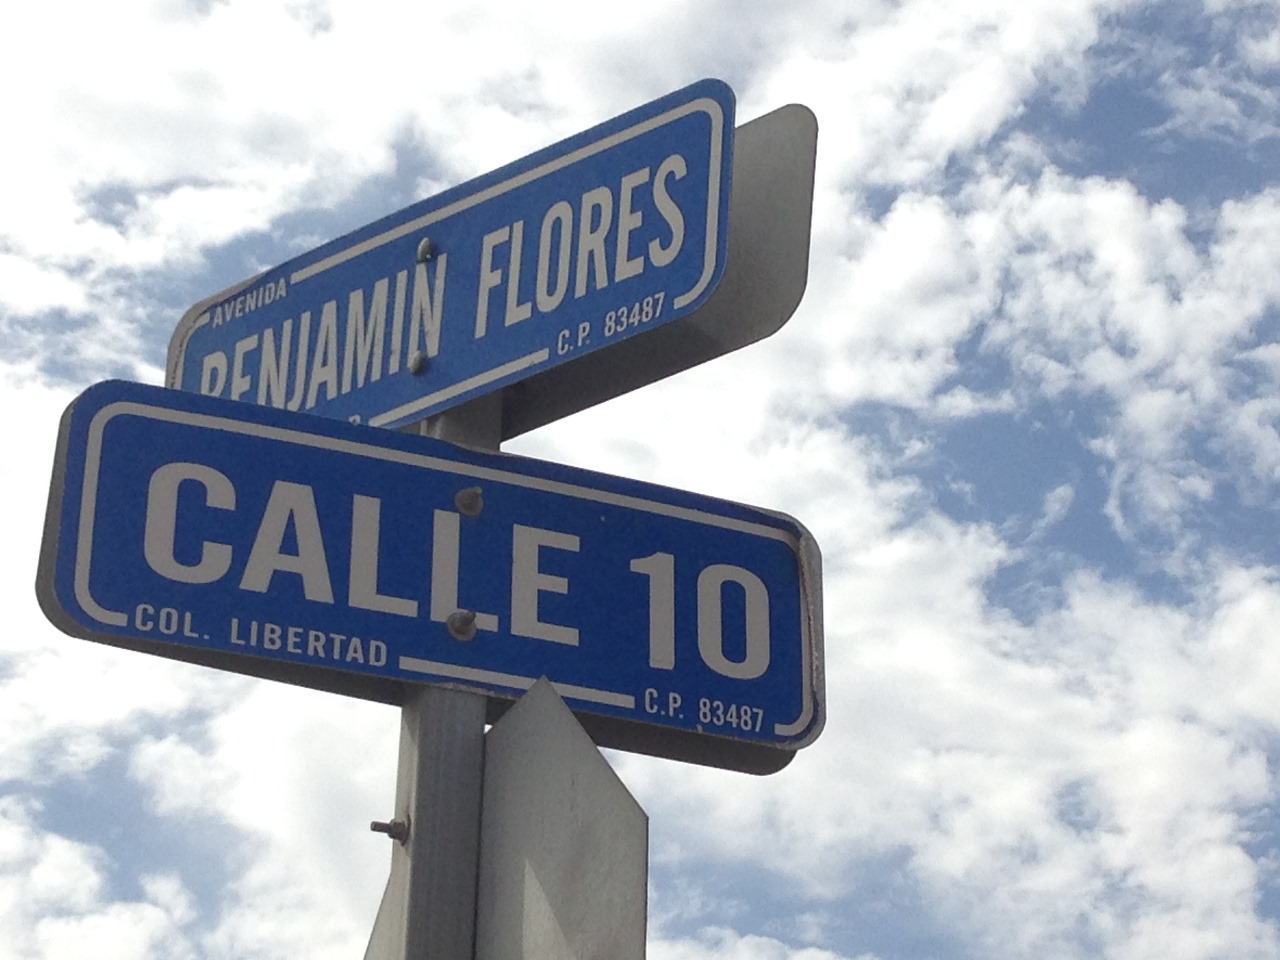 AVENIDA
BENJAMIN FLORES
C.P. 83487
CALLE 10
COL. LIBERTAD
C.P. 83487